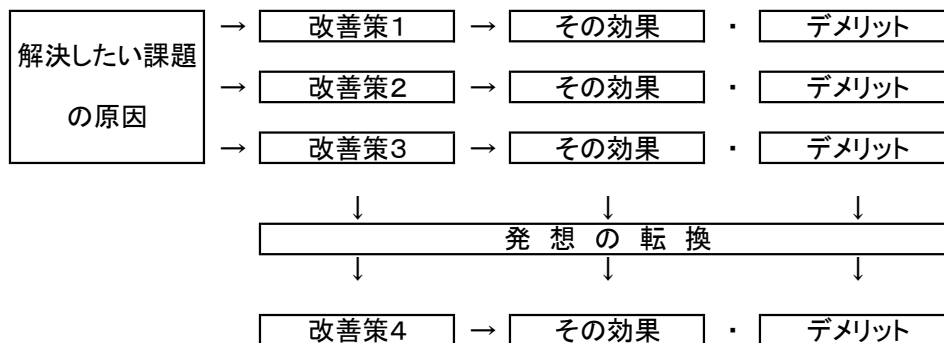 解決したい課題
の原因
→ 改善策1 → その効果 ・ デメリット
→ 改善策2 その効果 ・ デメリット
→ 改善策3 → その効果 ・ デメリット
↓ ↓ ↓
発想の転換
↓ ↓ ↓
改善策4 → その効果 ・ デメリット